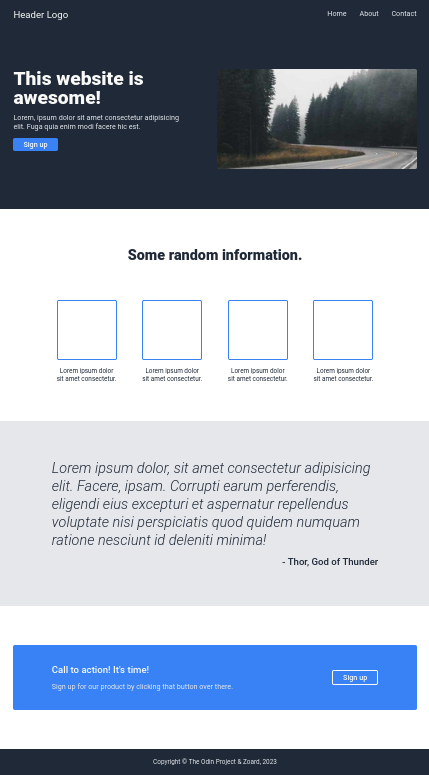 Header Logo
Home About Contact
This website is
awesome!
Lorem, ipsum dolor sit amet consectetur adipisicing
elit. Fuga quia enim modi facere hic est.
Sign up
Some random information.
Lorem ipsum dolor
sit amet consectetur.
Lorem ipsum dolor
sit amet consectetur.
Lorem ipsum dolor
sit amet consectetur.
Lorem ipsum dolor
sit amet consectetur.
Lorem ipsum dolor, sit amet consectetur adipisicing
elit. Facere, ipsam. Corrupti earum perferendis,
eligendi eius excepturi et aspernatur repellendus
voluptate nisi perspiciatis quod quidem numquam
ratione nesciunt id deleniti minima!
- Thor, God of Thunder
Call to action! It's time!
Sign up for our product by clicking that button over there.
Sign up
Copyright © The Odin Project & Zoard, 2023